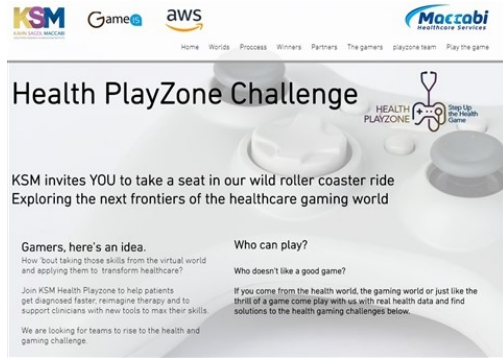 KSM
KAHN SAGOL MACCABI
GameIS
aws
Maccabi
Healthcare Services
Home Worlds Proccess Winners Partners The gamers playzone team Play the game
Health PlayZone Challenge
HEALTH
PLAYZONE
Step Up
the Health
Game
KSM invites YOU to take a seat in our wild roller coaster ride
Exploring the next frontiers of the healthcare gaming world
Gamers, here's an idea.
How 'bout taking those skills from the virtual world
and applying them to transform healthcare?
Join KSM Health Playzone to help patients
get diagnosed faster, reimagine therapy and to
support clinicians with new tools to max their skills.
We are looking for teams to rise to the health and
gaming challenge.
Who can play?
Who doesn't like a good game?
If you come from the health world, the gaming world or just like the
thrill of a game come play with us with real health data and find
solutions to the health gaming challenges below.